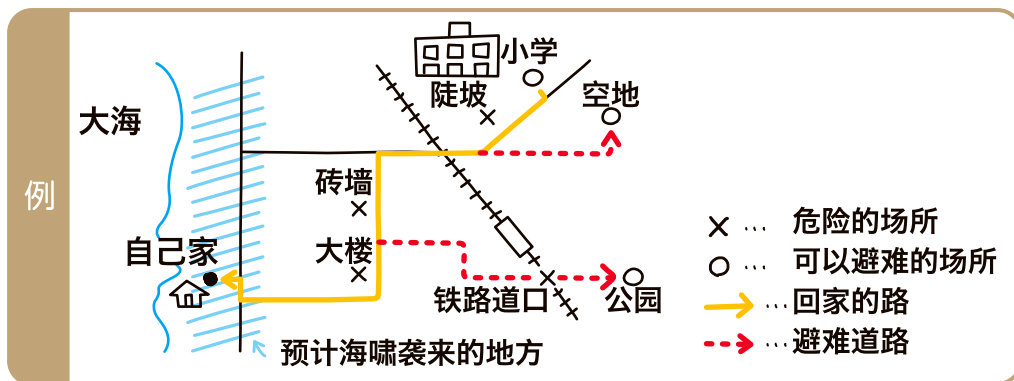 例
大海
小学
陡坡
空地
砖墙
自己家
大楼
铁路道口
公园
预计海啸袭来的地方
× … 危险的场所
○ … 可以避难的场所
… 回家的路
… 避难道路